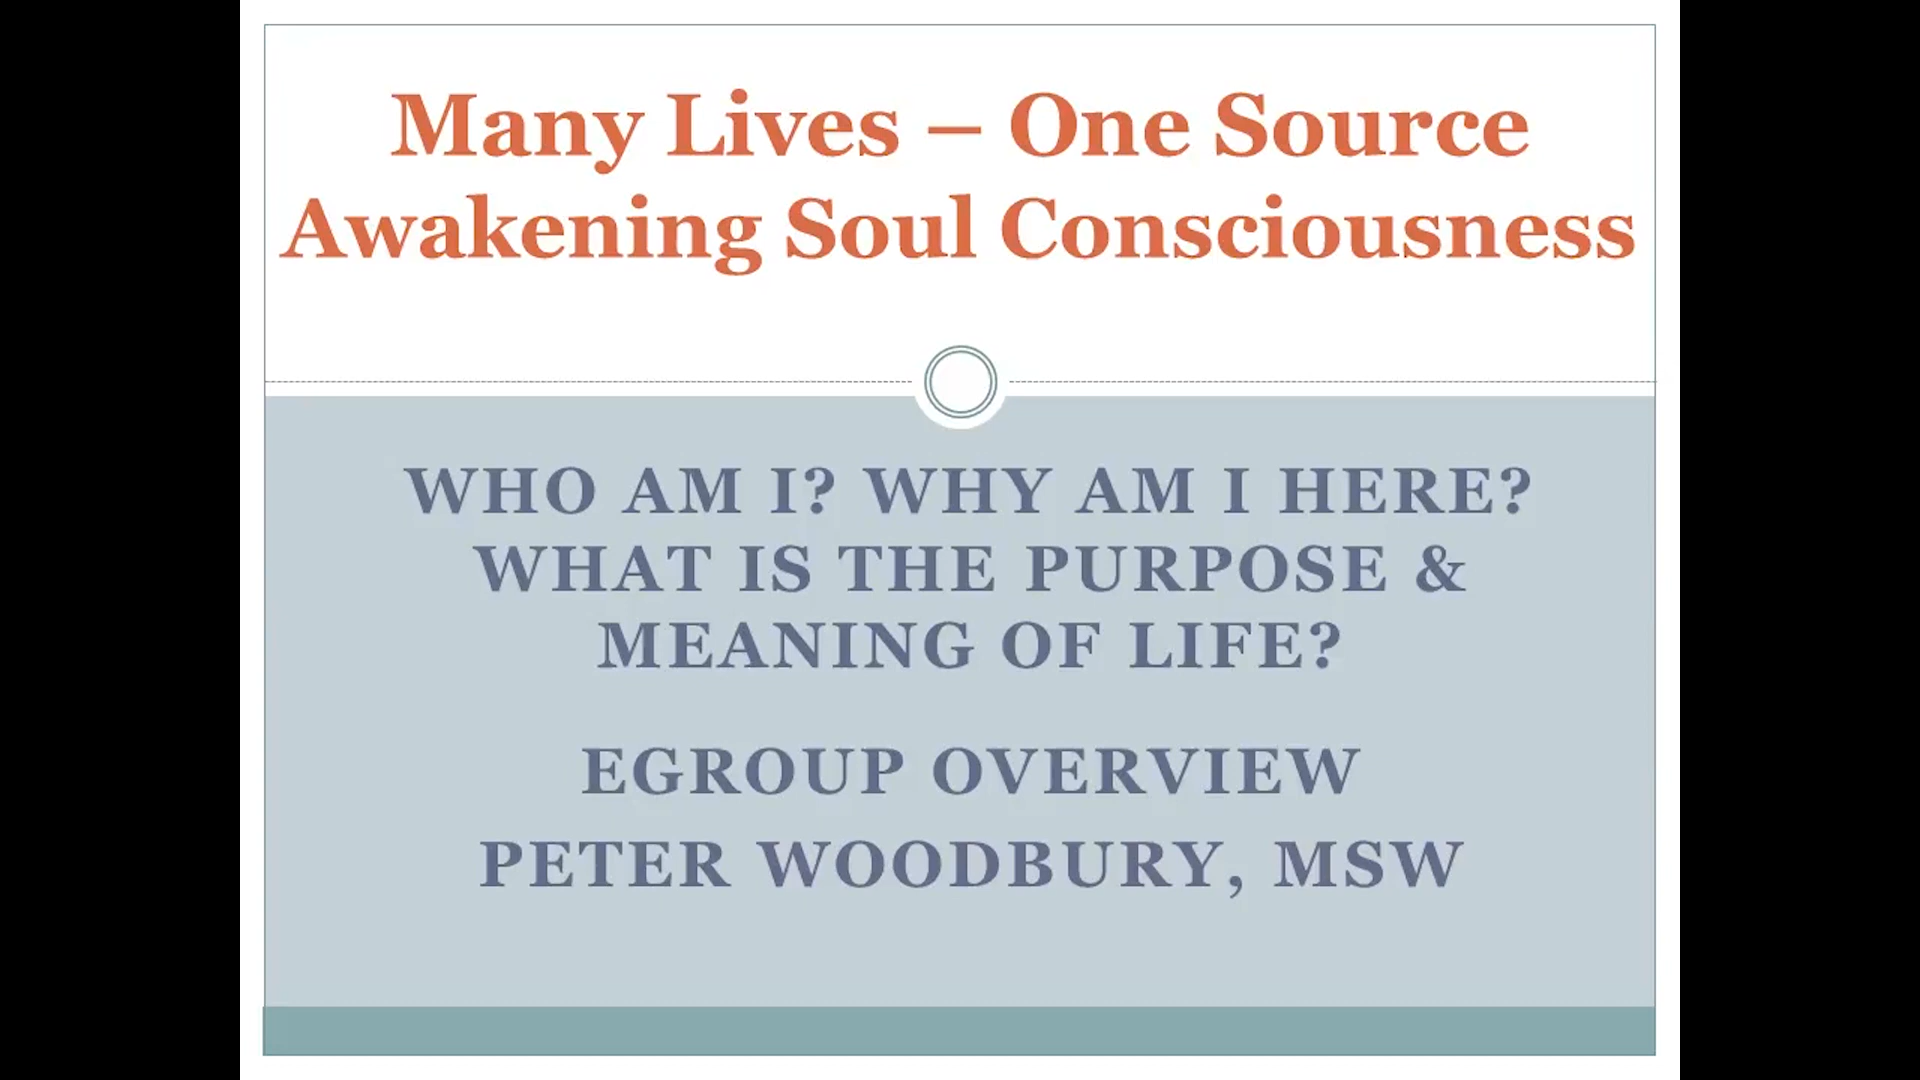 Many Lives – One Source
Awakening Soul Consciousness
WHO AM I? WHY AM I HERE?
WHAT IS THE PURPOSE &
MEANING OF LIFE?
EGROUP OVERVIEW
PETER WOODBURY, MSW